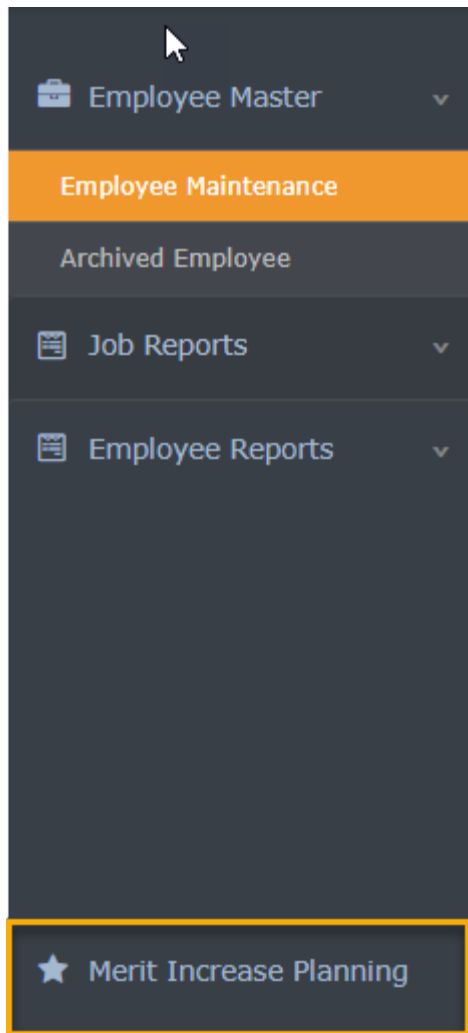 Employee Master
Employee Maintenance
Archived Employee
Job Reports
Employee Reports
Merit Increase Planning